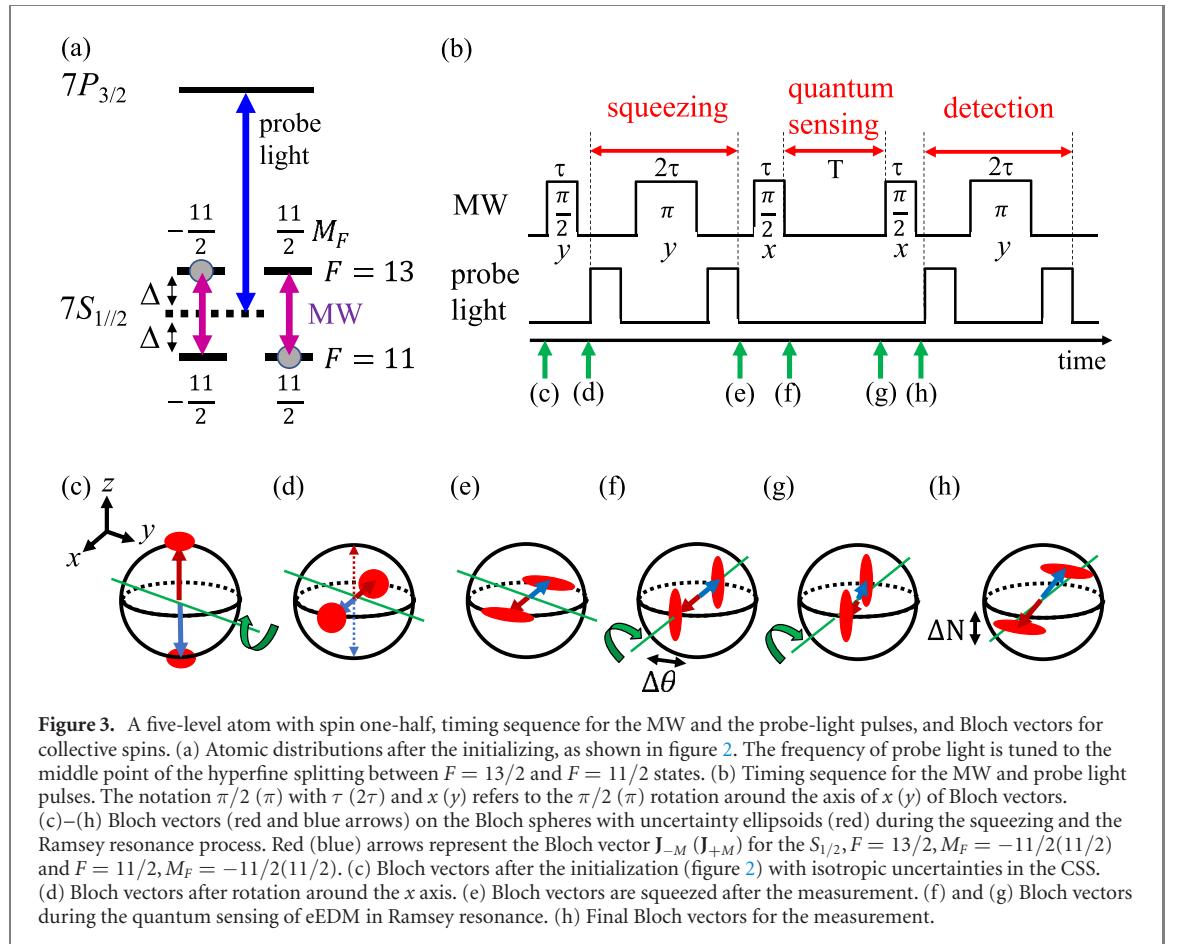 (a)
7P3/2
probe
light
− 11/2
11/2 MF
F = 13
Δ
7S1//2
MW
Δ
F = 11
− 11/2
11/2
(b)
squeezing
quantum
sensing
detection
τ
2τ
τ
T
τ
2τ
MW
π/2
π
π/2
π/2
π
y
y
x
x
y
probe
light
time
(c)
(d)
(e)
(f)
(g)
(h)
(c)
z
y
x
(d)
(e)
(f)
Δθ
(g)
(h)
ΔN
Figure 3. A five-level atom with spin one-half, timing sequence for the MW and the probe-light pulses, and Bloch vectors for
collective spins. (a) Atomic distributions after the initializing, as shown in figure 2. The frequency of probe light is tuned to the
middle point of the hyperfine splitting between F = 13/2 and F = 11/2 states. (b) Timing sequence for the MW and probe light
pulses. The notation π/2 (π) with τ (2τ) and x (y) refers to the π/2 (π) rotation around the axis of x (y) of Bloch vectors.
(c)–(h) Bloch vectors (red and blue arrows) on the Bloch spheres with uncertainty ellipsoids (red) during the squeezing and the
Ramsey resonance process. Red (blue) arrows represent the Bloch vector J−M (J+M) for the S1/2, F = 13/2, MF = −11/2(11/2)
and F = 11/2, MF = −11/2(11/2). (c) Bloch vectors after the initialization (figure 2) with isotropic uncertainties in the CSS.
(d) Bloch vectors after rotation around the x axis. (e) Bloch vectors are squeezed after the measurement. (f) and (g) Bloch vectors
during the quantum sensing of eEDM in Ramsey resonance. (h) Final Bloch vectors for the measurement.